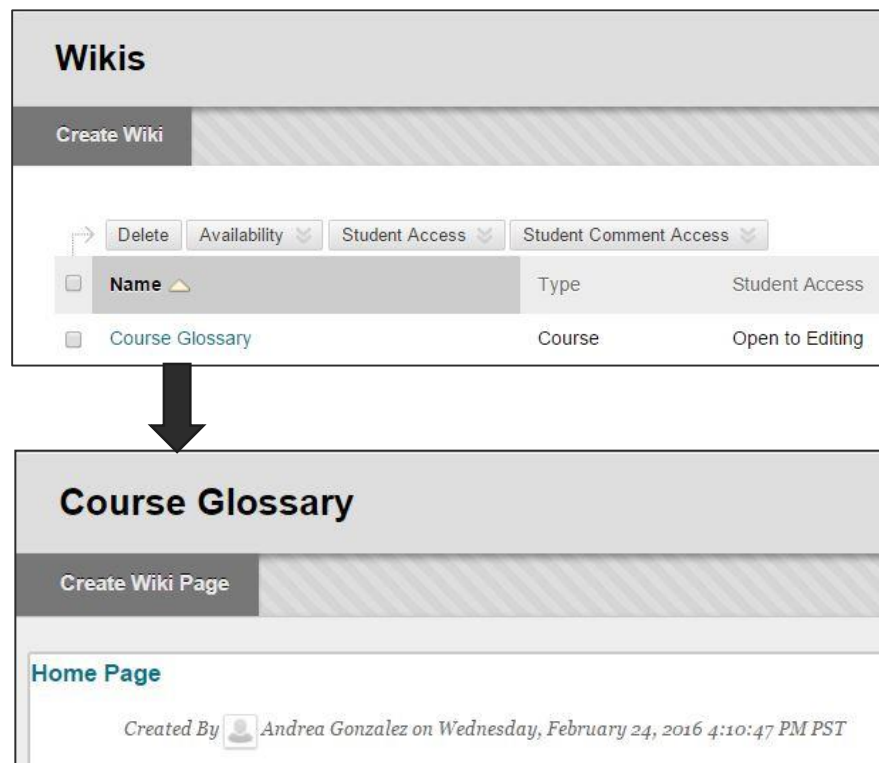 Wikis
Create Wiki
Delete Availability Student Access Student Comment Access
Name Type Student Access
Course Glossary Course Open to Editing
Course Glossary
Create Wiki Page
Home Page
Created By Andrea Gonzalez on Wednesday, February 24, 2016 4:10:47 PM PST